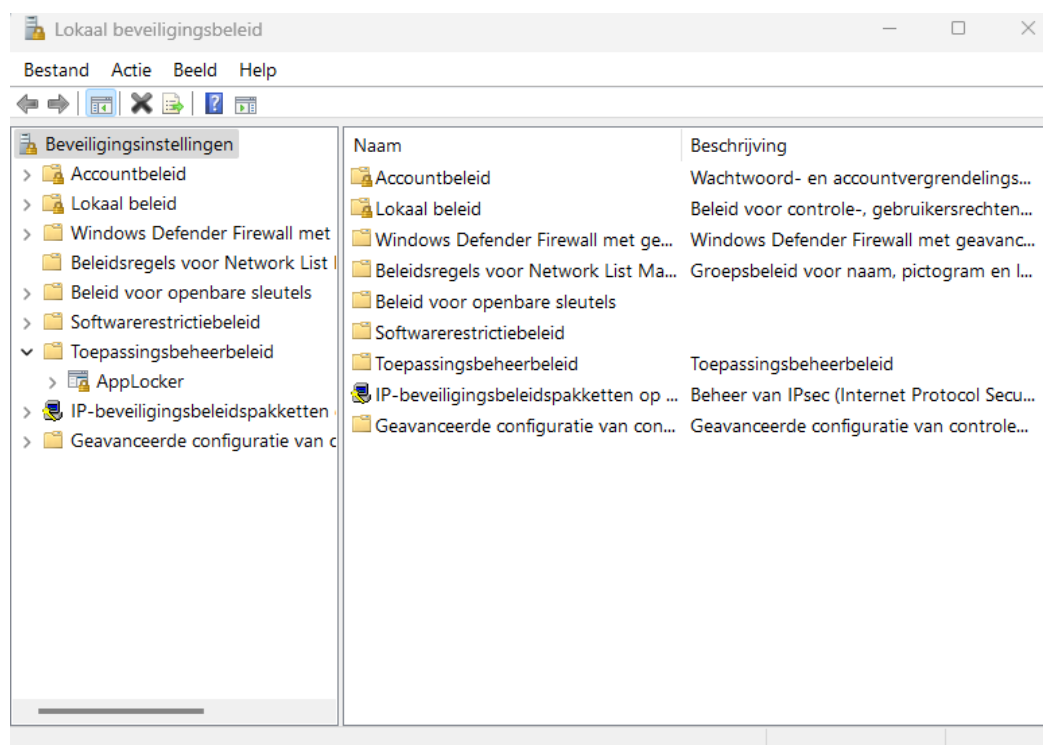 Lokaal beveiligingsbeleid
Bestand Actie Beeld Help
Beveiligingsinstellingen
Accountbeleid
Lokaal beleid
Windows Defender Firewall met
Beleidsregels voor Network List
Beleid voor openbare sleutels
Softwarerestrictiebeleid
Toepassingsbeheerbeleid
AppLocker
IP-beveiligingsbeleidspakketten
Geavanceerde configuratie van
Naam Beschrijving
Accountbeleid Wachtwoord- en accountvergrendelings...
Lokaal beleid Beleid voor controle-, gebruikersrechten...
Windows Defender Firewall met ge... Windows Defender Firewall met geavanc...
Beleidsregels voor Network List Ma... Groepsbeleid voor naam, pictogram en l...
Beleid voor openbare sleutels
Softwarerestrictiebeleid
Toepassingsbeheerbeleid Toepassingsbeheerbeleid
IP-beveiligingsbeleidspakketten op ... Beheer van IPsec (Internet Protocol Secu...
Geavanceerde configuratie van con... Geavanceerde configuratie van controle...